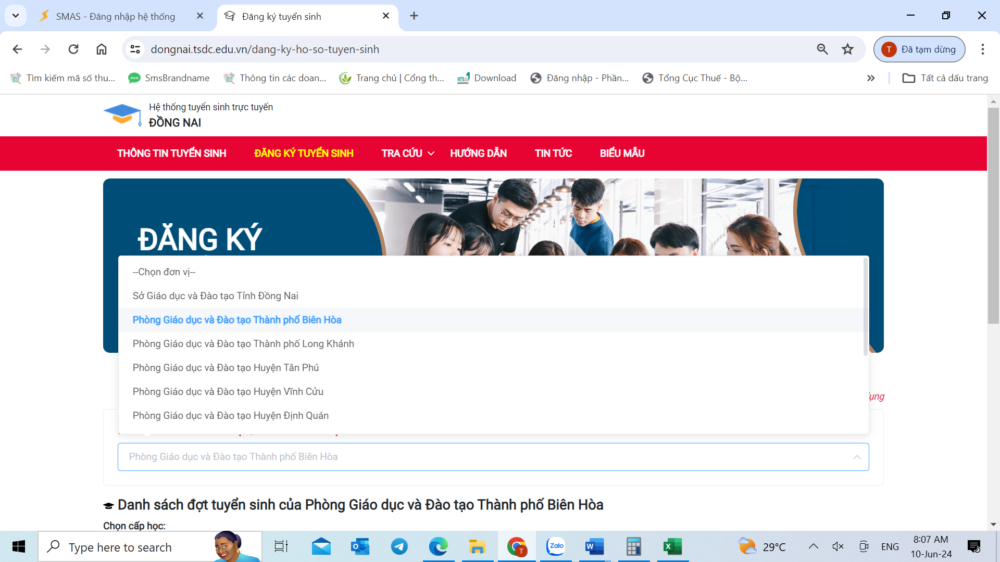 SMAS - Đăng nhập hệ thống
Đăng ký tuyển sinh
dongnai.tsdc.edu.vn/dang-ky-ho-so-tuyen-sinh
T
Đã tạm dừng
Tìm kiếm mã số thu...
SmsBrandname
Thông tin các doan...
Trang chủ | Cổng th...
Download
Đăng nhập - Phần...
Tổng Cục Thuế - Bộ...
Tất cả dấu trang
Hệ thống tuyển sinh trực tuyến
ĐỒNG NAI
THÔNG TIN TUYỂN SINH
ĐĂNG KÝ TUYỂN SINH
TRA CỨU
HƯỚNG DẪN
TIN TỨC
BIỂU MẪU
ĐĂNG KÝ
--Chọn đơn vị--
Sở Giáo dục và Đào tạo Tỉnh Đồng Nai
Phòng Giáo dục và Đào tạo Thành phố Biên Hòa
Phòng Giáo dục và Đào tạo Thành phố Long Khánh
Phòng Giáo dục và Đào tạo Huyện Tân Phú
Phòng Giáo dục và Đào tạo Huyện Vĩnh Cửu
Phòng Giáo dục và Đào tạo Huyện Định Quán
Phòng Giáo dục và Đào tạo Thành phố Biên Hòa
Danh sách đợt tuyển sinh của Phòng Giáo dục và Đào tạo Thành phố Biên Hòa
Chọn cấp học:
Type here to search
Zalo
29°C
ENG
8:07 AM
10-Jun-24